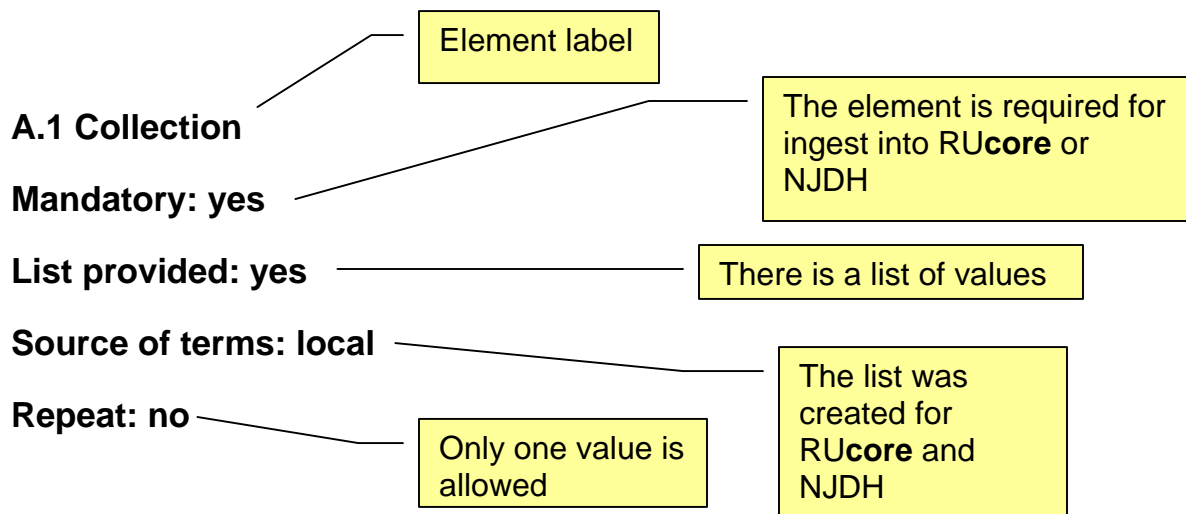 Element label
A.1 Collection
The element is required for
ingest into RUcore or
NJDH
Mandatory: yes
List provided: yes
There is a list of values
Source of terms: local
The list was
created for
RUcore and
NJDH
Repeat: no
Only one value is
allowed